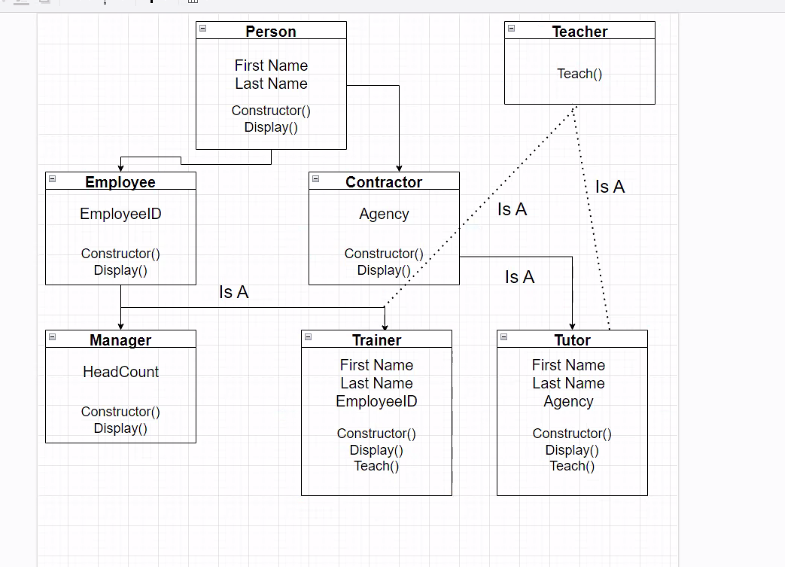 Person
First Name
Last Name
Constructor()
Display()
Teacher
Teach()
Employee
EmployeeID
Constructor()
Display()
Contractor
Agency
Constructor()
Display()
Is A
Is A
Is A
Is A
Manager
HeadCount
Constructor()
Display()
Trainer
First Name
Last Name
EmployeeID
Constructor()
Display()
Teach()
Tutor
First Name
Last Name
Agency
Constructor()
Display()
Teach()